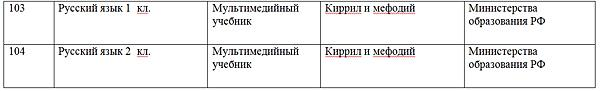 103 Русский язык 1 кл. Мультимедийный Киррил и мефодий Министерства
учебник образования РФ
104 Русский язык 2 кл. Мультимедийный Киррил и мефодий Министерства
учебник образования РФ